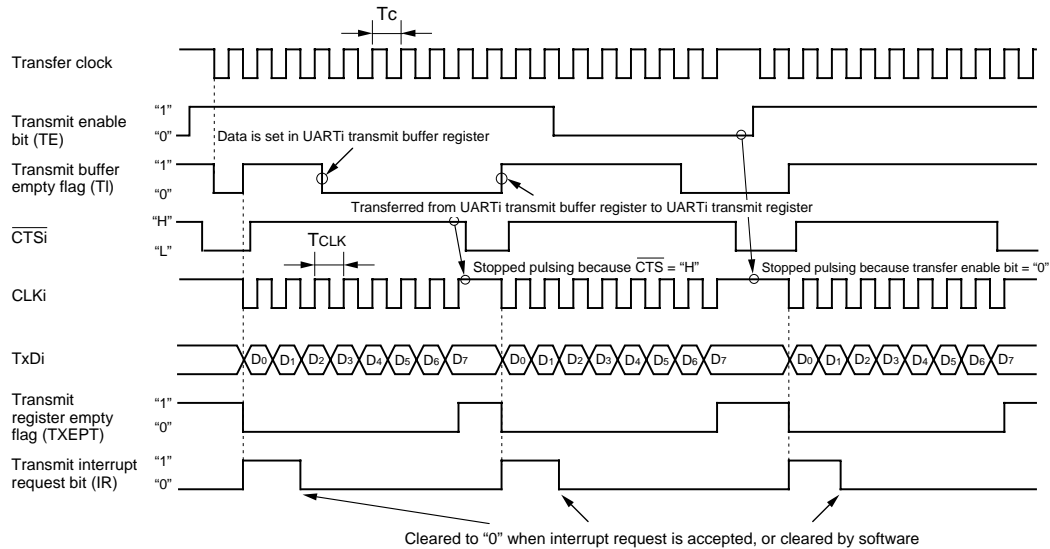 Tc
Transfer clock
Transmit enable
bit (TE)
“1”
“0”
Data is set in UARTi transmit buffer register
Transmit buffer
empty flag (TI)
“1”
“0”
Transferred from UARTi transmit buffer register to UARTi transmit register
CTSi
“H”
“L”
TCLK
Stopped pulsing because CTS = “H”
Stopped pulsing because transfer enable bit = “0”
CLKi
TxDi
D0 D1 D2 D3 D4 D5 D6 D7 D0 D1 D2 D3 D4 D5 D6 D7 D0 D1 D2 D3 D4 D5 D6 D7
Transmit
register empty
flag (TXEPT)
“1”
“0”
Transmit interrupt
request bit (IR)
“1”
“0”
Cleared to “0” when interrupt request is accepted, or cleared by software